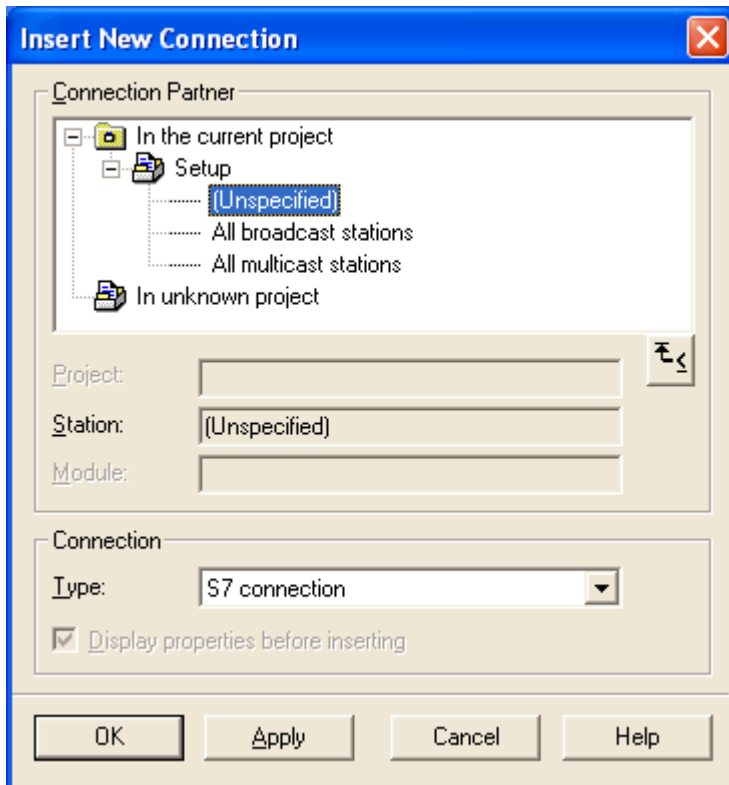 Insert New Connection
Connection Partner
In the current project
Setup
(Unspecified)
All broadcast stations
All multicast stations
In unknown project
Project:
Station: (Unspecified)
Module:
Connection
Type: S7 connection
Display properties before inserting
OK Apply Cancel Help